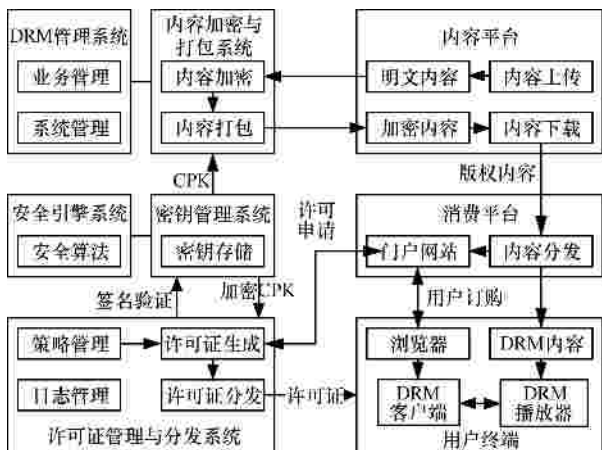 DRM管理系统
业务管理
系统管理
内容加密与
打包系统
内容加密
内容打包
内容平台
明文内容
内容上传
加密内容
内容下载
CPK
版权内容
安全引擎系统
安全算法
密钥管理系统
密钥存储
许可
申请
消费平台
门户网站
内容分发
签名验证
加密CPK
用户订购
策略管理
许可证生成
日志管理
许可证分发
许可证管理与分发系统
许可证
浏览器
DRM内容
DRM
客户端
DRM
播放器
用户终端